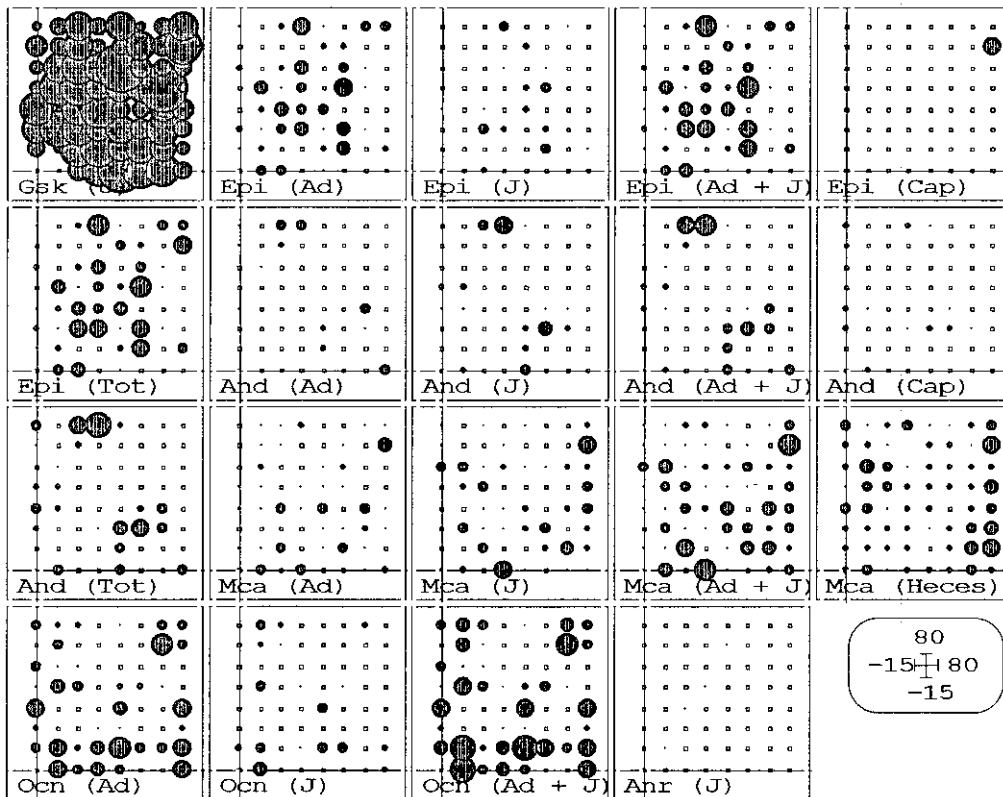 Gsk (
Epi (Ad)
Epi (J)
Epi (Ad + J)
Epi (Cap)
Epi (Tot)
And (Ad)
And (J)
And (Ad + J)
And (Cap)
And (Tot)
Mca (Ad)
Mca (J)
Mca (Ad + J)
Mca (Heces)
Ocn (Ad)
Ocn (J)
Ocn (Ad + J)
Anr (J)
80
-15 80
-15